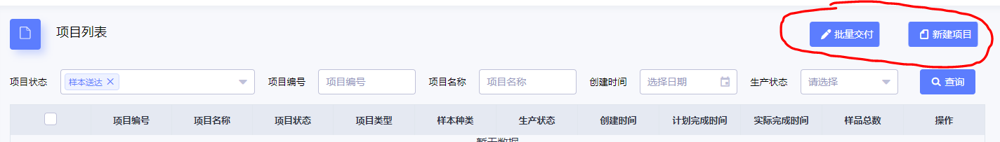 项目列表
批量交付
新建项目
项目状态 样本送达 项目编号 项目编号 项目名称 项目名称 创建时间 选择日期 生产状态 请选择 查询
项目编号 项目名称 项目状态 项目类型 样本种类 生产状态 创建时间 计划完成时间 实际完成时间 样品总数 操作
暂无数据